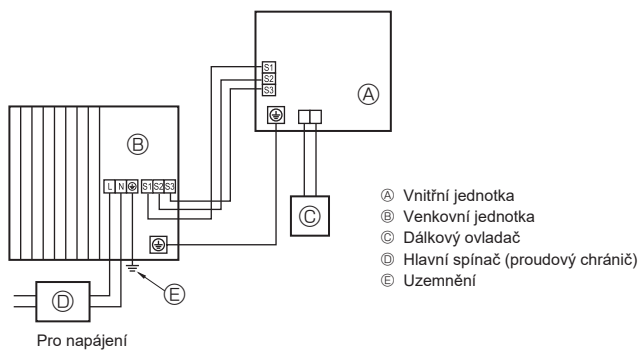 S1
S2
S3
Ⓐ
Ⓑ
L N S1 S2 S3
Ⓒ
Ⓓ
Ⓔ
Pro napájení
Ⓐ Vnitřní jednotka
Ⓑ Venkovní jednotka
Ⓒ Dálkový ovladač
Ⓓ Hlavní spínač (proudový chránič)
Ⓔ Uzemnění